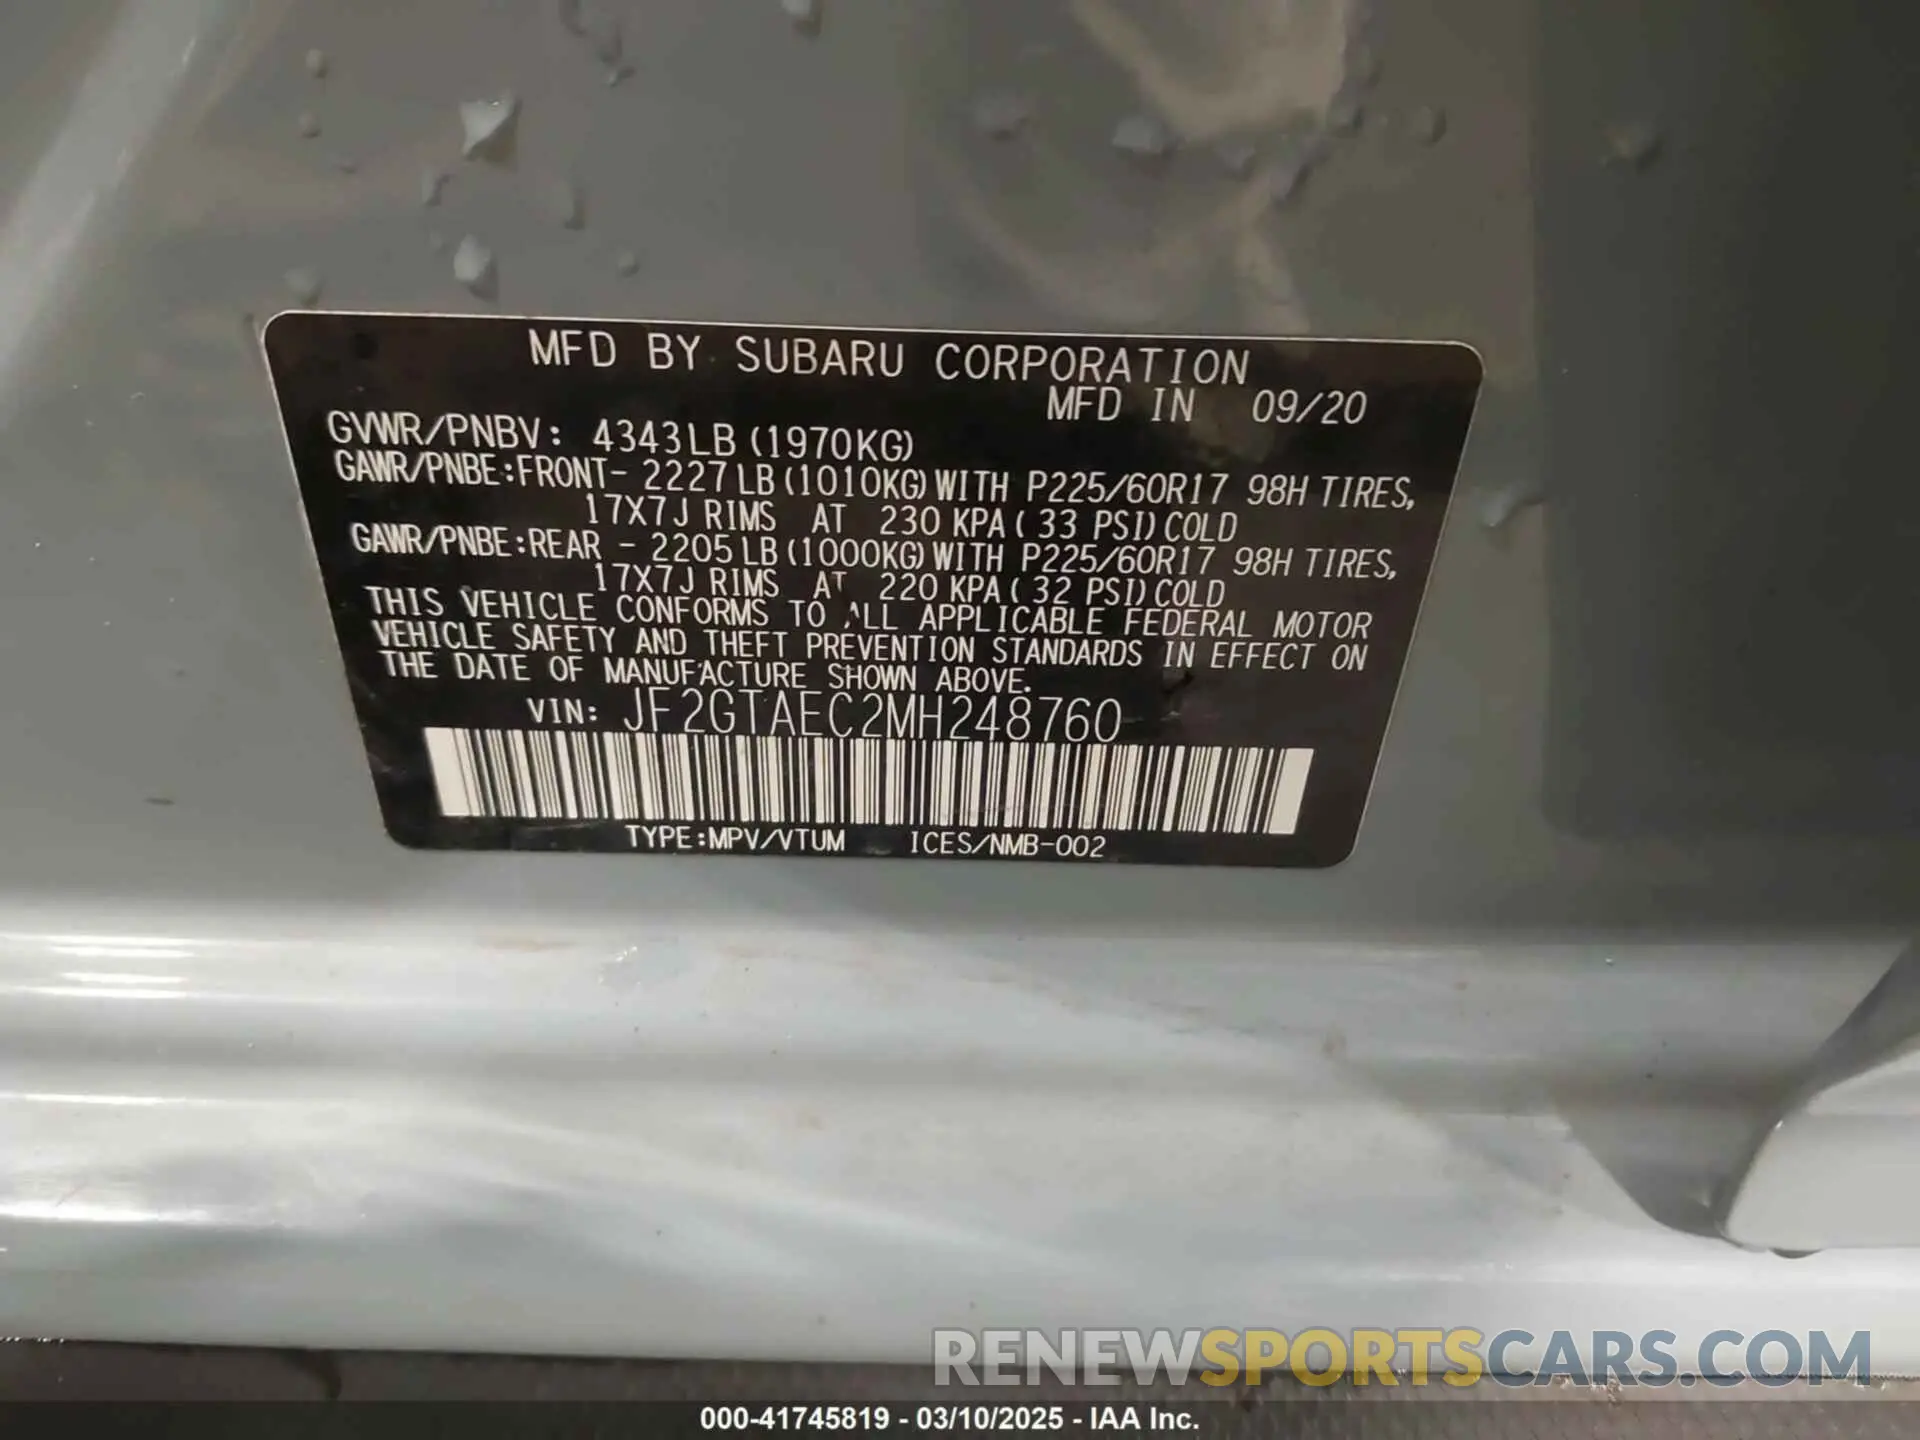 MFD BY SUBARU CORPORATION
MFD IN 09/20
GVWR/PNBV: 4343LB (1970KG)
GAWR/PNBE:FRONT- 2227LB (1010KG) WITH P225/60R17 98H TIRES,
17X7J RIMS AT 230 KPA ( 33 PSI) COLD
GAWR/PNBE:REAR - 2205LB (1000KG) WITH P225/60R17 98H TIRES,
17X7J RIMS AT 220 KPA ( 32 PSI) COLD
THIS VEHICLE CONFORMS TO ALL APPLICABLE FEDERAL MOTOR
VEHICLE SAFETY AND THEFT PREVENTION STANDARDS IN EFFECT ON
THE DATE OF MANUFACTURE SHOWN ABOVE.
VIN: JF2GTAEC2MH248760
TYPE:MPV/VTUM ICES/NMB-002
RENEWSPORTSCARS.COM
000-41745819 - 03/10/2025 - IAA Inc.